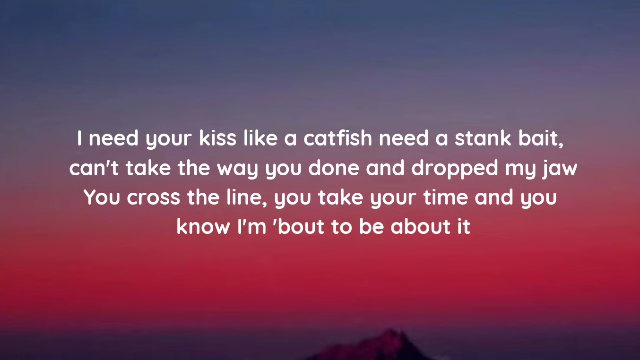 I need your kiss like a catfish need a stank bait,
can't take the way you done and dropped my jaw
You cross the line, you take your time and you
know I'm 'bout to be about it